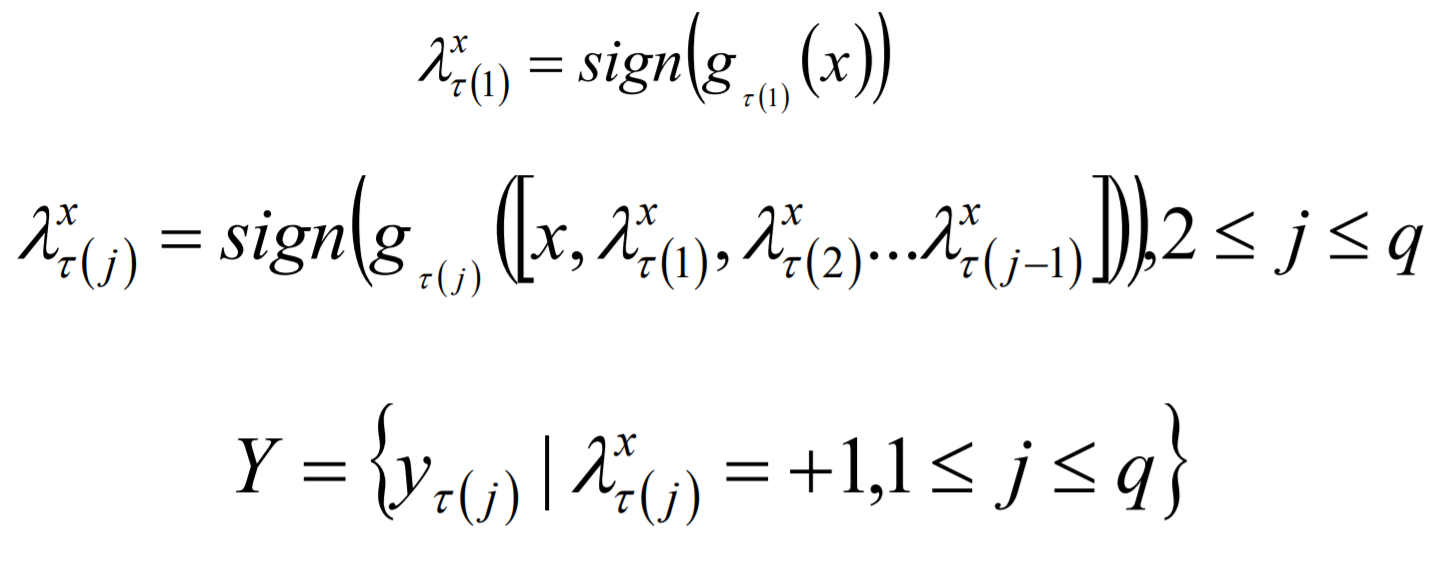 λ^x_{τ(1)} = sign(g_{τ(1)}(x))
λ^x_{τ(j)} = sign(g_{τ(j)}([x, λ^x_{τ(1)}, λ^x_{τ(2)}...λ^x_{τ(j−1)}])),2 ≤ j ≤ q
Y = {y_{τ(j)} | λ^x_{τ(j)} = +1,1 ≤ j ≤ q}